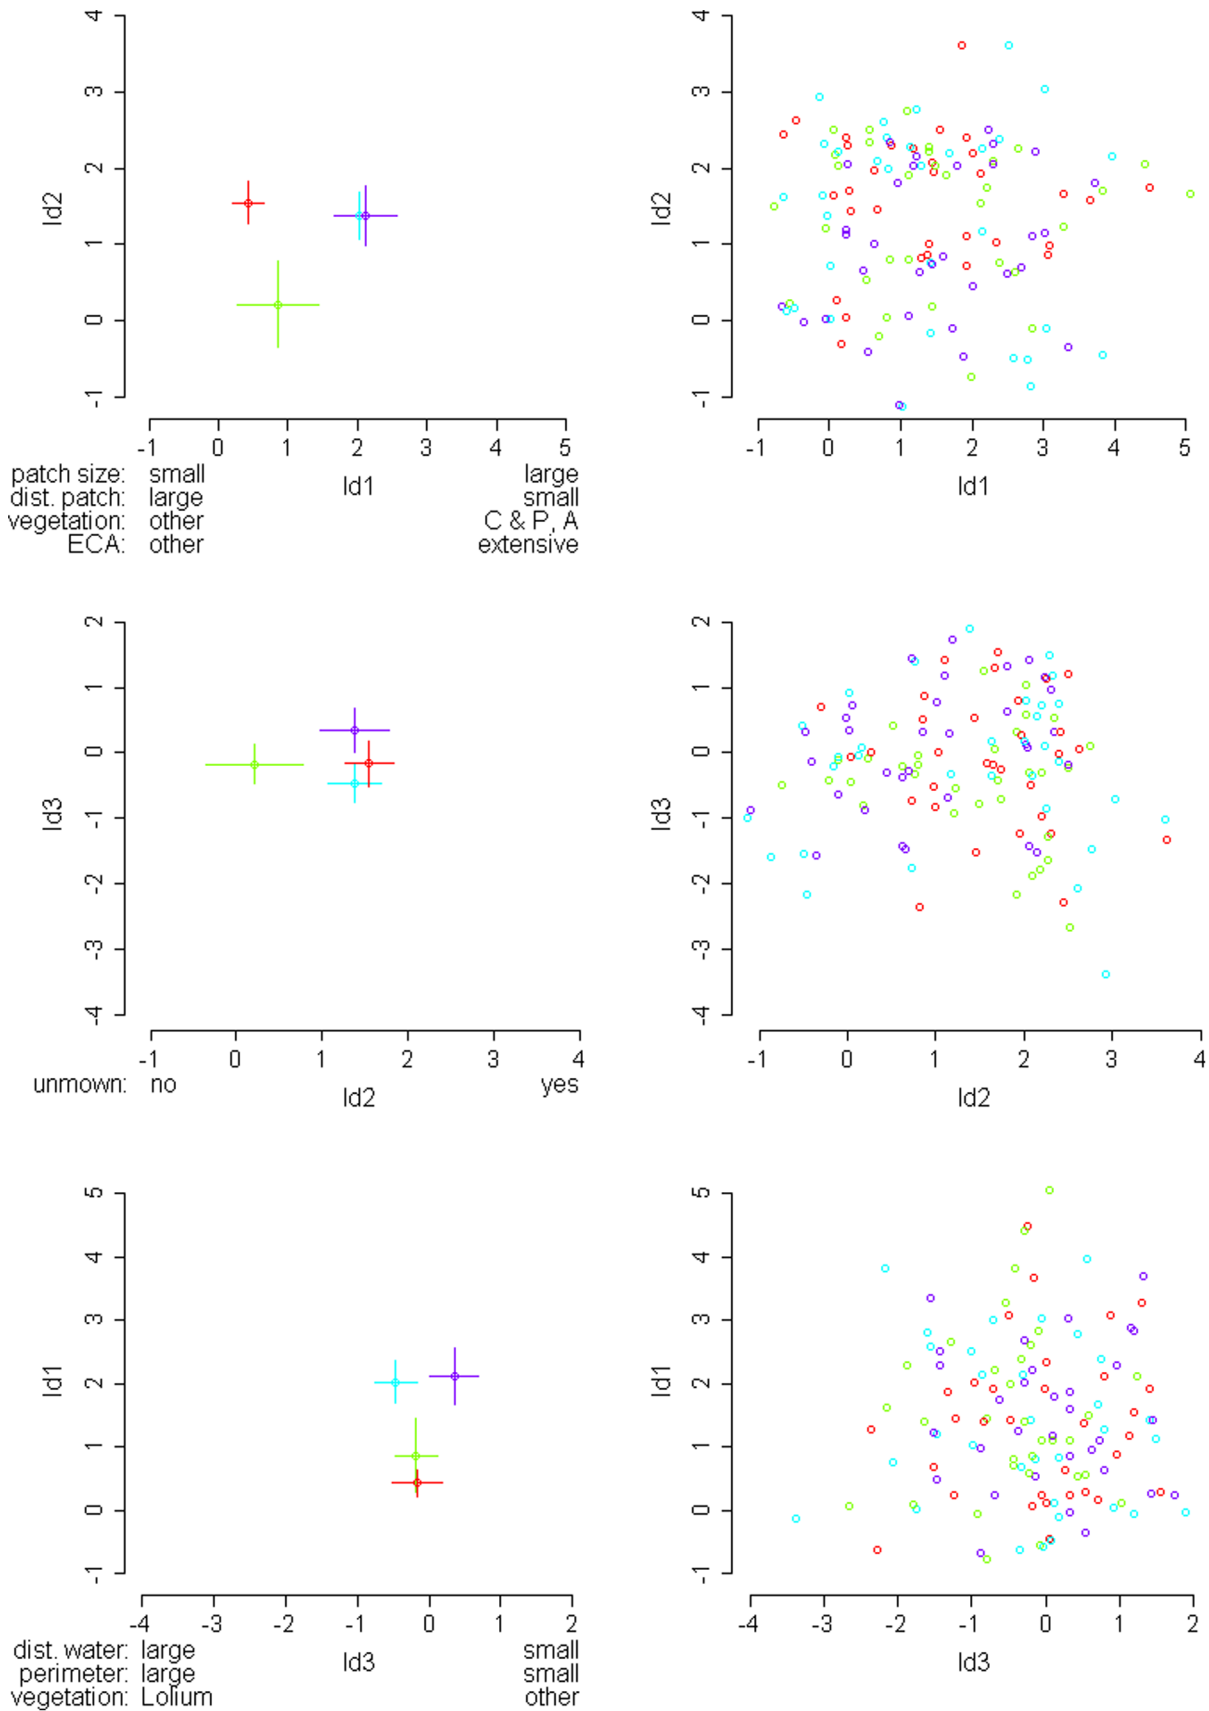 4 4
3 3
2 2
ld2 ld2
1 1
0 0
-1 -1
-1 0 1 2 3 4 5 -1 0 1 2 3 4 5
patch size: small ld1 large ld1
dist. patch: large small
vegetation: other C & P, A
ECA: other extensive
2 2
1 1
0 0
ld3 ld3
-1 -1
-2 -2
-3 -3
-4 -4
-1 0 1 2 3 4 -1 0 1 2 3 4
unmown: no ld2 yes ld2
5 5
4 4
3 3
ld1 ld1
2 2
1 1
0 0
-1 -1
-4 -3 -2 -1 0 1 2 -4 -3 -2 -1 0 1 2
dist. water: large ld3 small ld3
perimeter: large small
vegetation: Lolium other